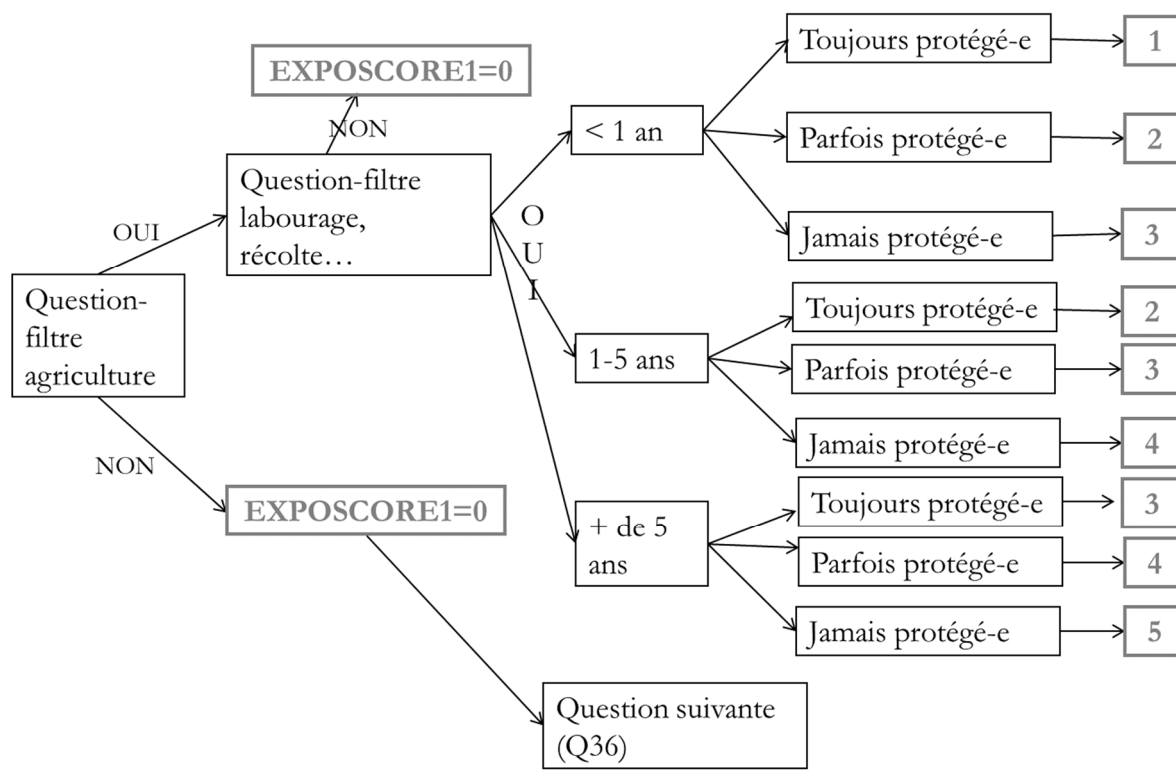 Toujours protégé-e
1
EXPOSCORE1=0
NON
< 1 an
Parfois protégé-e
2
Question-filtre
labourage,
récolte…
OUI
O
U
I
Jamais protégé-e
3
Question-
filtre
agriculture
Toujours protégé-e
2
1-5 ans
Parfois protégé-e
3
Jamais protégé-e
4
NON
EXPOSCORE1=0
+ de 5
ans
Toujours protégé-e
3
Parfois protégé-e
4
Jamais protégé-e
5
Question suivante
(Q36)